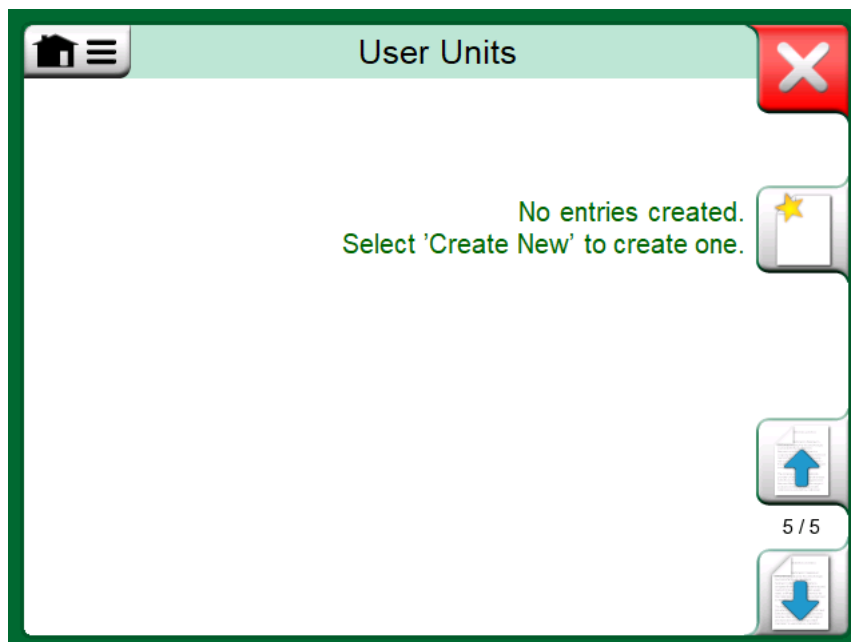 User Units
No entries created.
Select 'Create New' to create one.
5 / 5